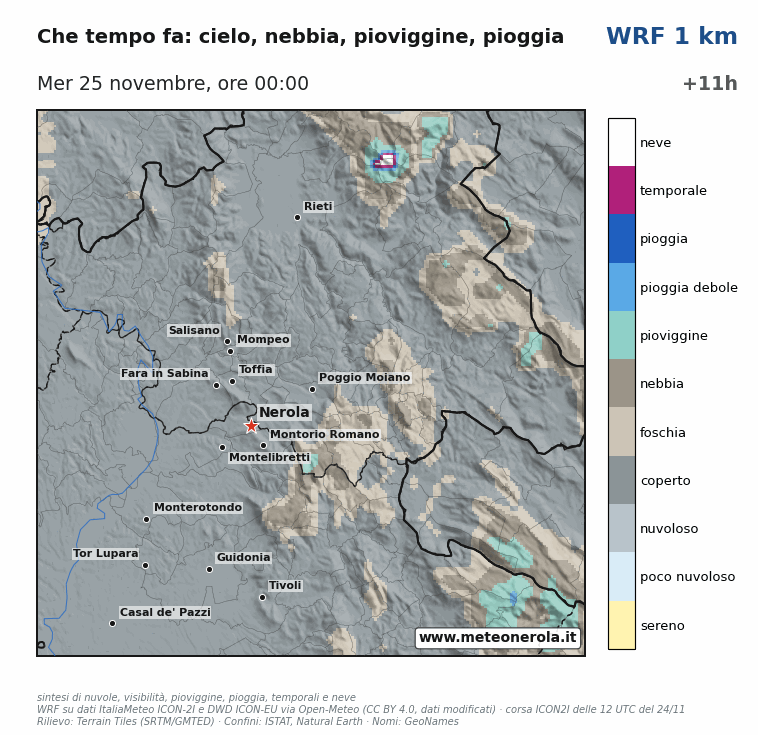 Che tempo fa: cielo, nebbia, pioviggine, pioggia
WRF 1 km
Mer 25 novembre, ore 00:00
+11h
neve
temporale
pioggia
pioggia debole
pioviggine
nebbia
foschia
coperto
nuvoloso
poco nuvoloso
sereno
Rieti
Salisano
Mompeo
Toffia
Fara in Sabina
Poggio Moiano
Nerola
Montorio Romano
Montelibretti
Monterotondo
Tor Lupara
Guidonia
Tivoli
Casal de' Pazzi
www.meteonerola.it
sintesi di nuvole, visibilità, pioviggine, pioggia, temporali e neve
WRF su dati ItaliaMeteo ICON-2I e DWD ICON-EU via Open-Meteo (CC BY 4.0, dati modificati) · corsa ICON2I delle 12 UTC del 24/11
Rilievo: Terrain Tiles (SRTM/GMTED) · Confini: ISTAT, Natural Earth · Nomi: GeoNames